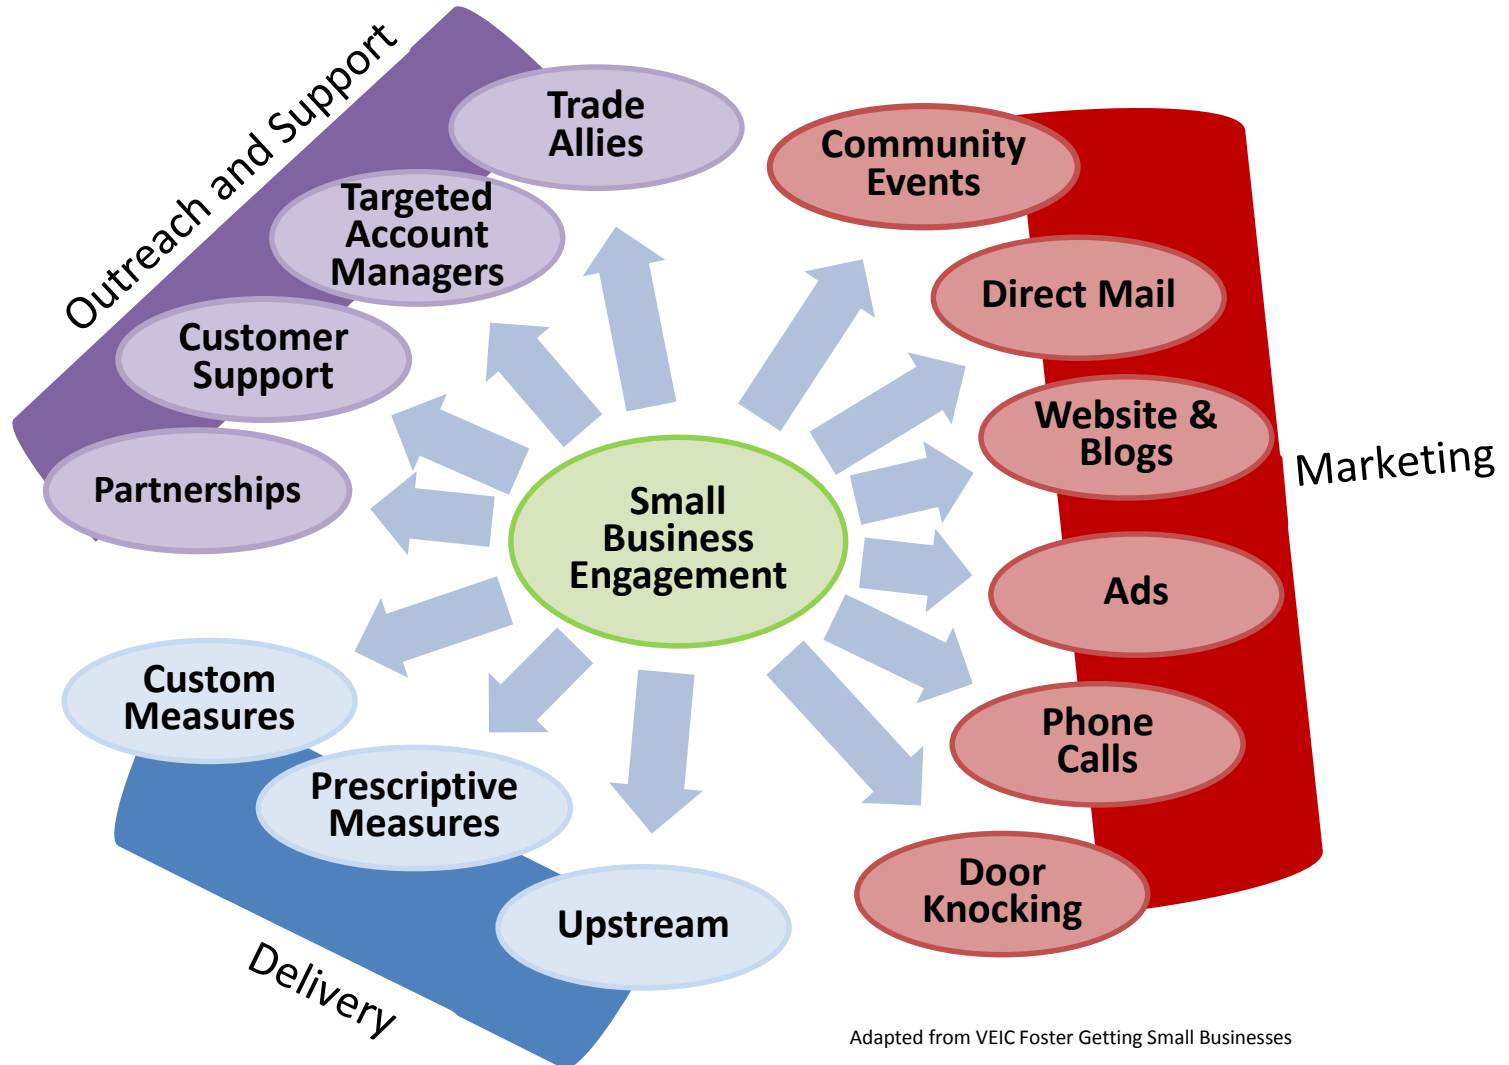 Outreach and Support
Trade
Allies
Targeted
Account
Managers
Customer
Support
Partnerships
Community
Events
Direct Mail
Website &
Blogs
Marketing
Ads
Phone
Calls
Door
Knocking
Small
Business
Engagement
Custom
Measures
Prescriptive
Measures
Upstream
Delivery
Adapted from VEIC Foster Getting Small Businesses